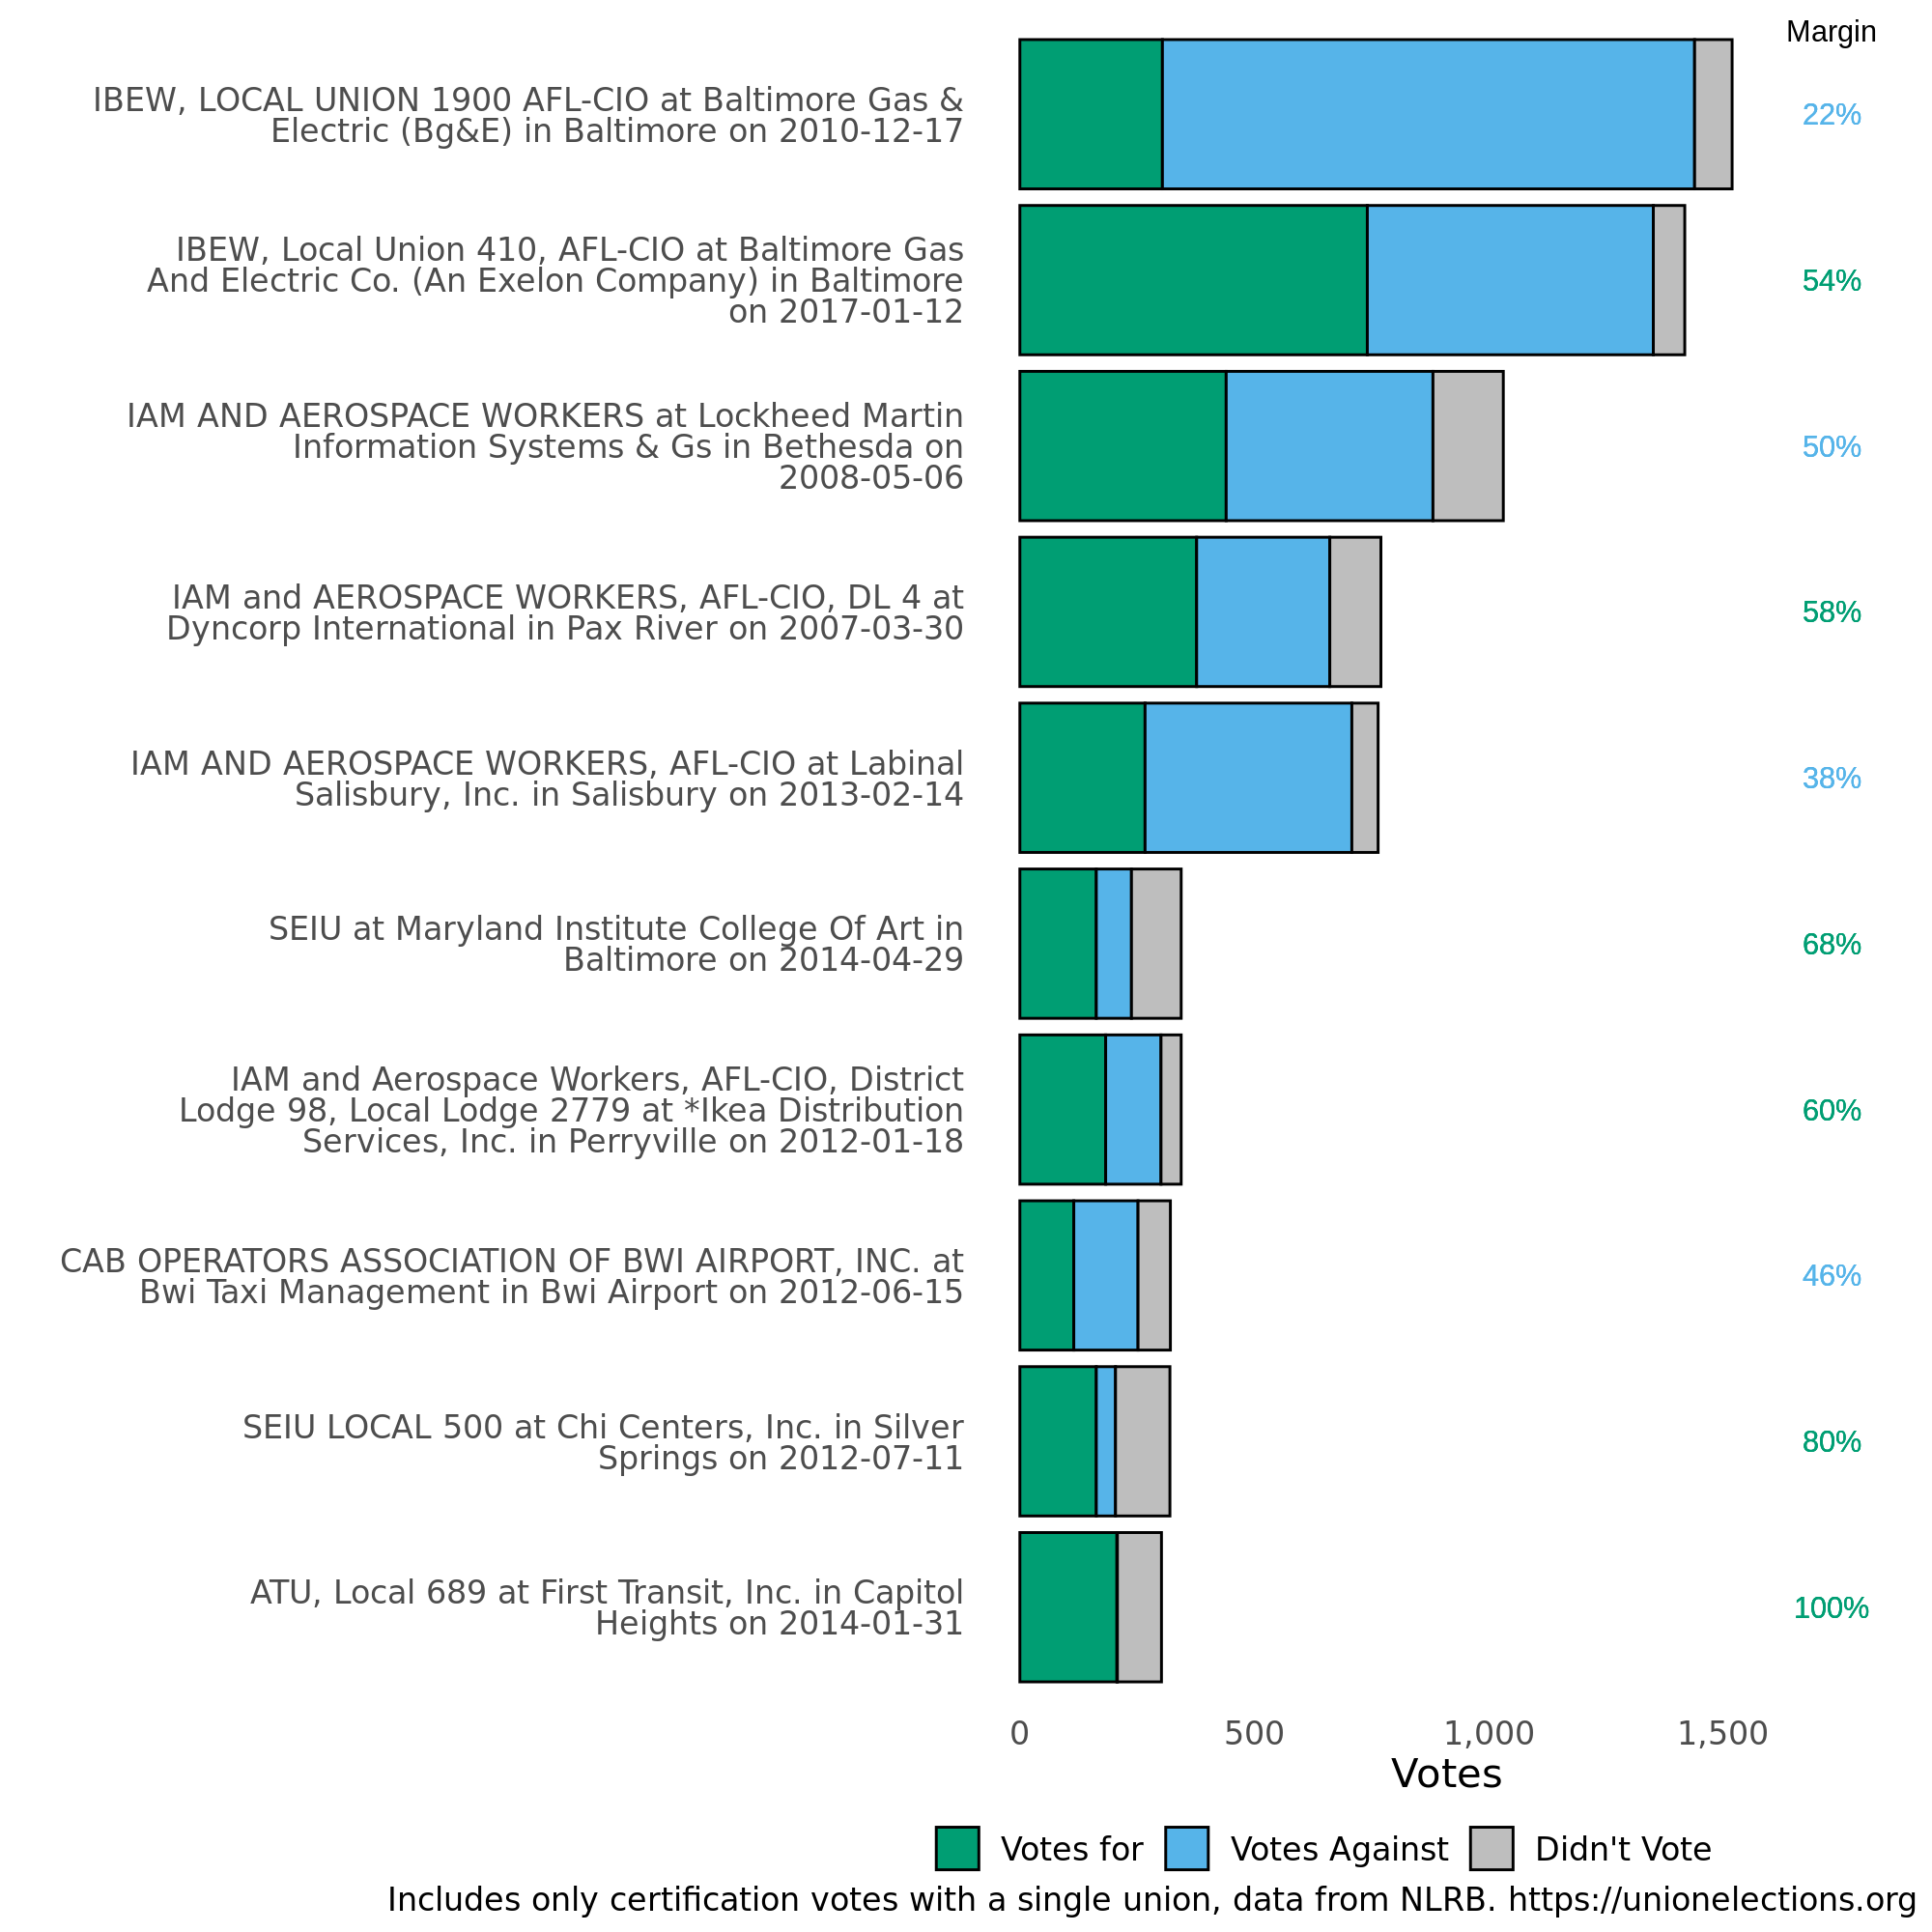 Margin
IBEW, LOCAL UNION 1900 AFL-CIO at Baltimore Gas &
Electric (Bg&E) in Baltimore on 2010-12-17
22%
IBEW, Local Union 410, AFL-CIO at Baltimore Gas
And Electric Co. (An Exelon Company) in Baltimore
on 2017-01-12
54%
IAM AND AEROSPACE WORKERS at Lockheed Martin
Information Systems & Gs in Bethesda on
2008-05-06
50%
IAM and AEROSPACE WORKERS, AFL-CIO, DL 4 at
Dyncorp International in Pax River on 2007-03-30
58%
IAM AND AEROSPACE WORKERS, AFL-CIO at Labinal
Salisbury, Inc. in Salisbury on 2013-02-14
38%
SEIU at Maryland Institute College Of Art in
Baltimore on 2014-04-29
68%
IAM and Aerospace Workers, AFL-CIO, District
Lodge 98, Local Lodge 2779 at *Ikea Distribution
Services, Inc. in Perryville on 2012-01-18
60%
CAB OPERATORS ASSOCIATION OF BWI AIRPORT, INC. at
Bwi Taxi Management in Bwi Airport on 2012-06-15
46%
SEIU LOCAL 500 at Chi Centers, Inc. in Silver
Springs on 2012-07-11
80%
ATU, Local 689 at First Transit, Inc. in Capitol
Heights on 2014-01-31
100%
0 500 1,000 1,500
Votes
Votes for Votes Against Didn't Vote
Includes only certification votes with a single union, data from NLRB. https://unionelections.org